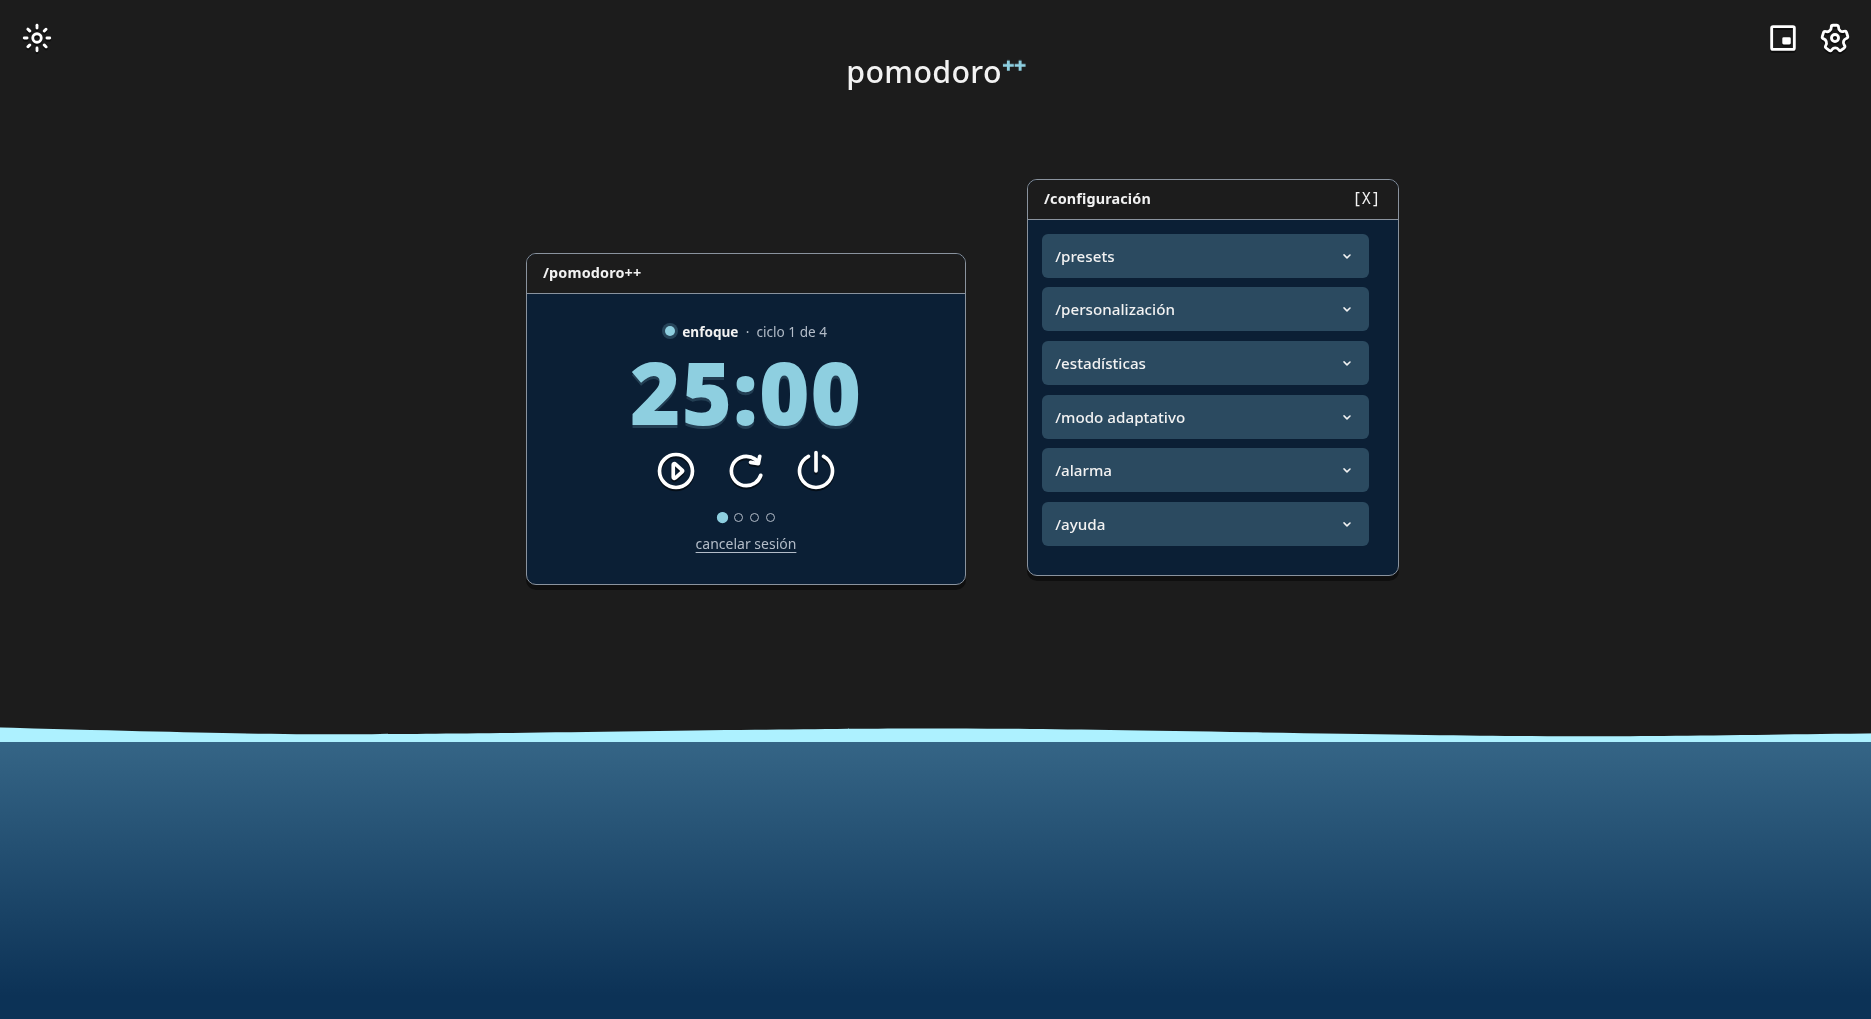 pomodoro++
/pomodoro++
enfoque · ciclo 1 de 4
25:00
cancelar sesión
/configuración [X]
/presets
/personalización
/estadísticas
/modo adaptativo
/alarma
/ayuda